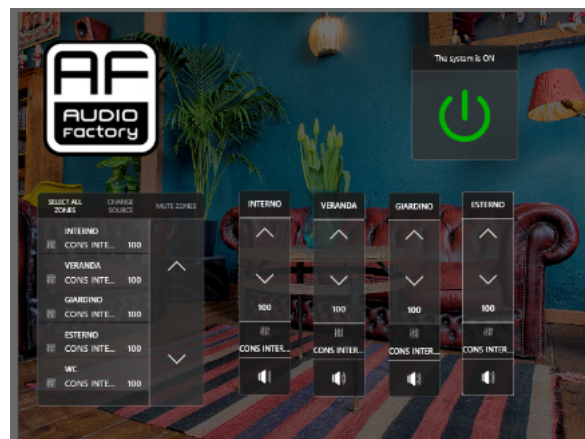 AF
AUDIO
Factory
The system is ON
SELECT ALL ZONES
CHANGE SOURCE
MUTE ZONES
INTERNO
CONS INTE... 100
VERANDA
CONS INTE... 100
GIARDINO
CONS INTE... 100
ESTERNO
CONS INTE... 100
WC
CONS INTE... 100
INTERNO
100
CONS INTER...
VERANDA
100
CONS INTER...
GIARDINO
100
CONS INTER...
ESTERNO
100
CONS INTER...